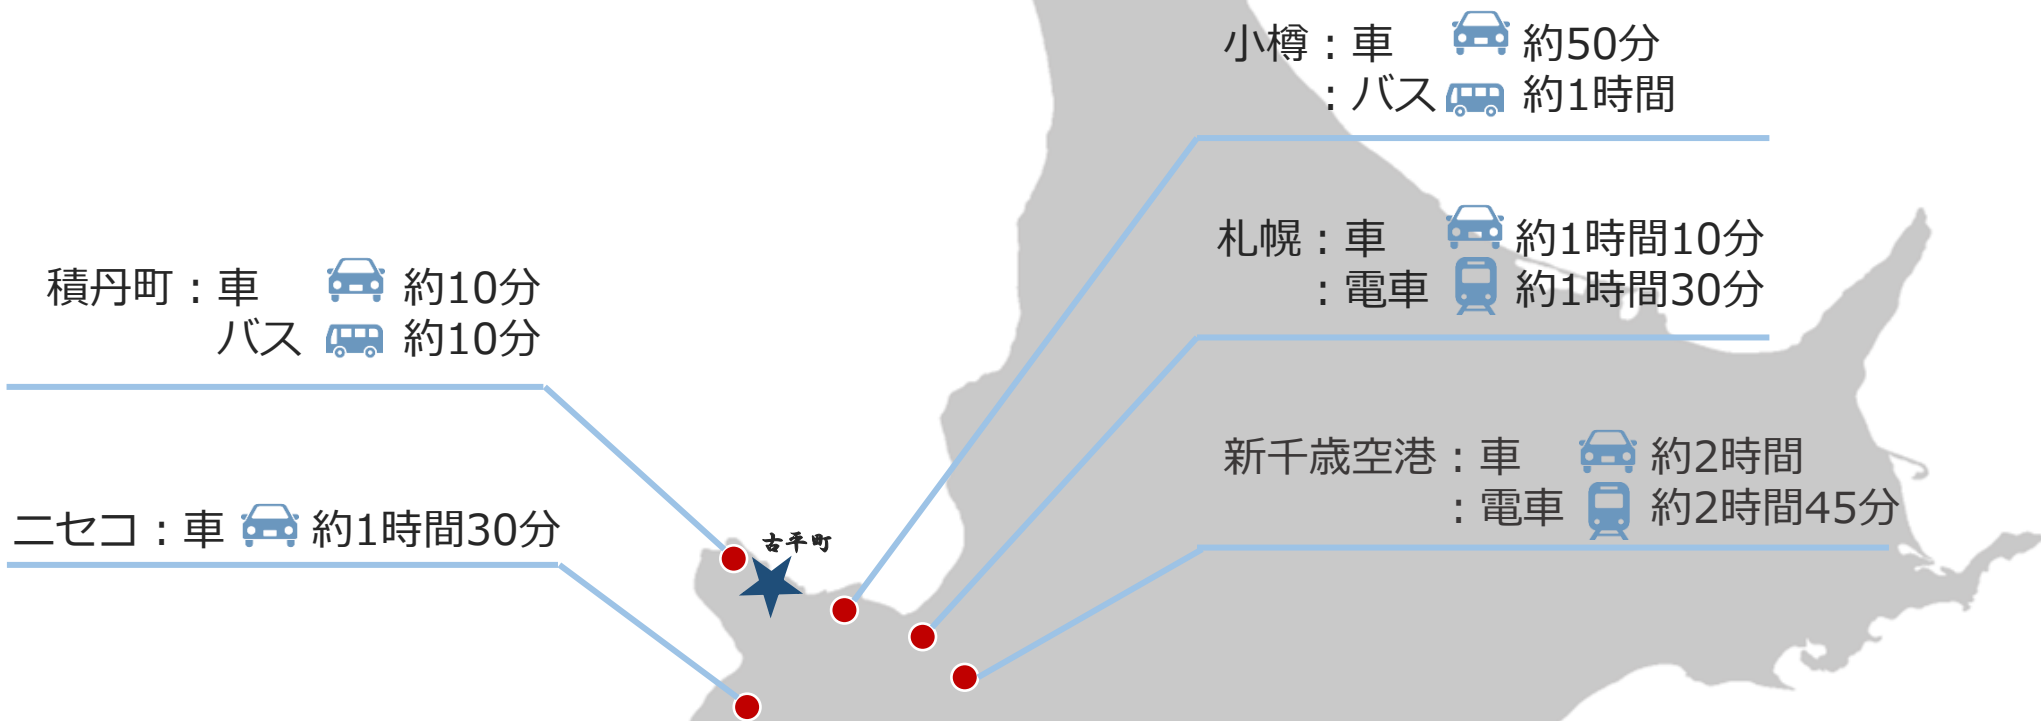 小樽：車 約50分
：バス 約1時間
札幌：車 約1時間10分
：電車 約1時間30分
積丹町：車 約10分
バス 約10分
新千歳空港：車 約2時間
：電車 約2時間45分
ニセコ：車 約1時間30分
古平町